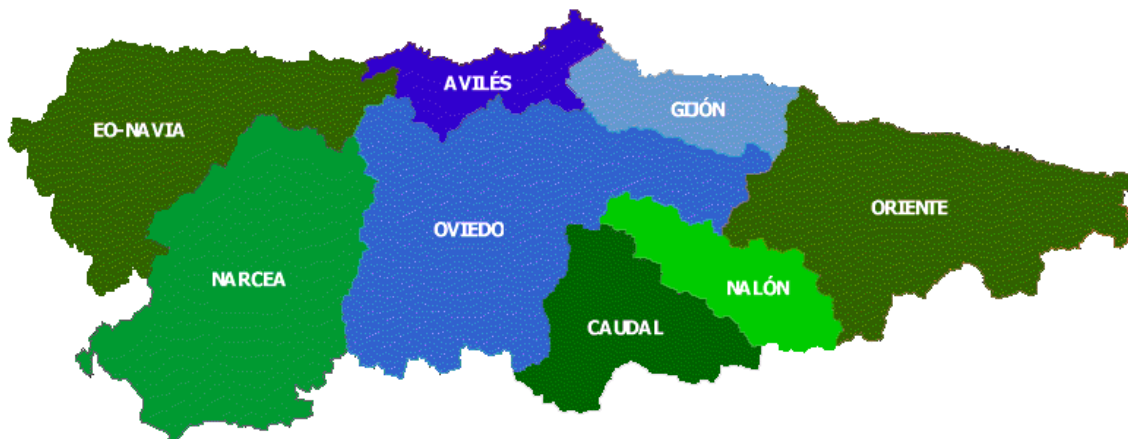 AVILÉS
GIJÓN
EO-NAVIA
ORIENTE
OVIEDO
NARCEA
NALÓN
CAUDAL